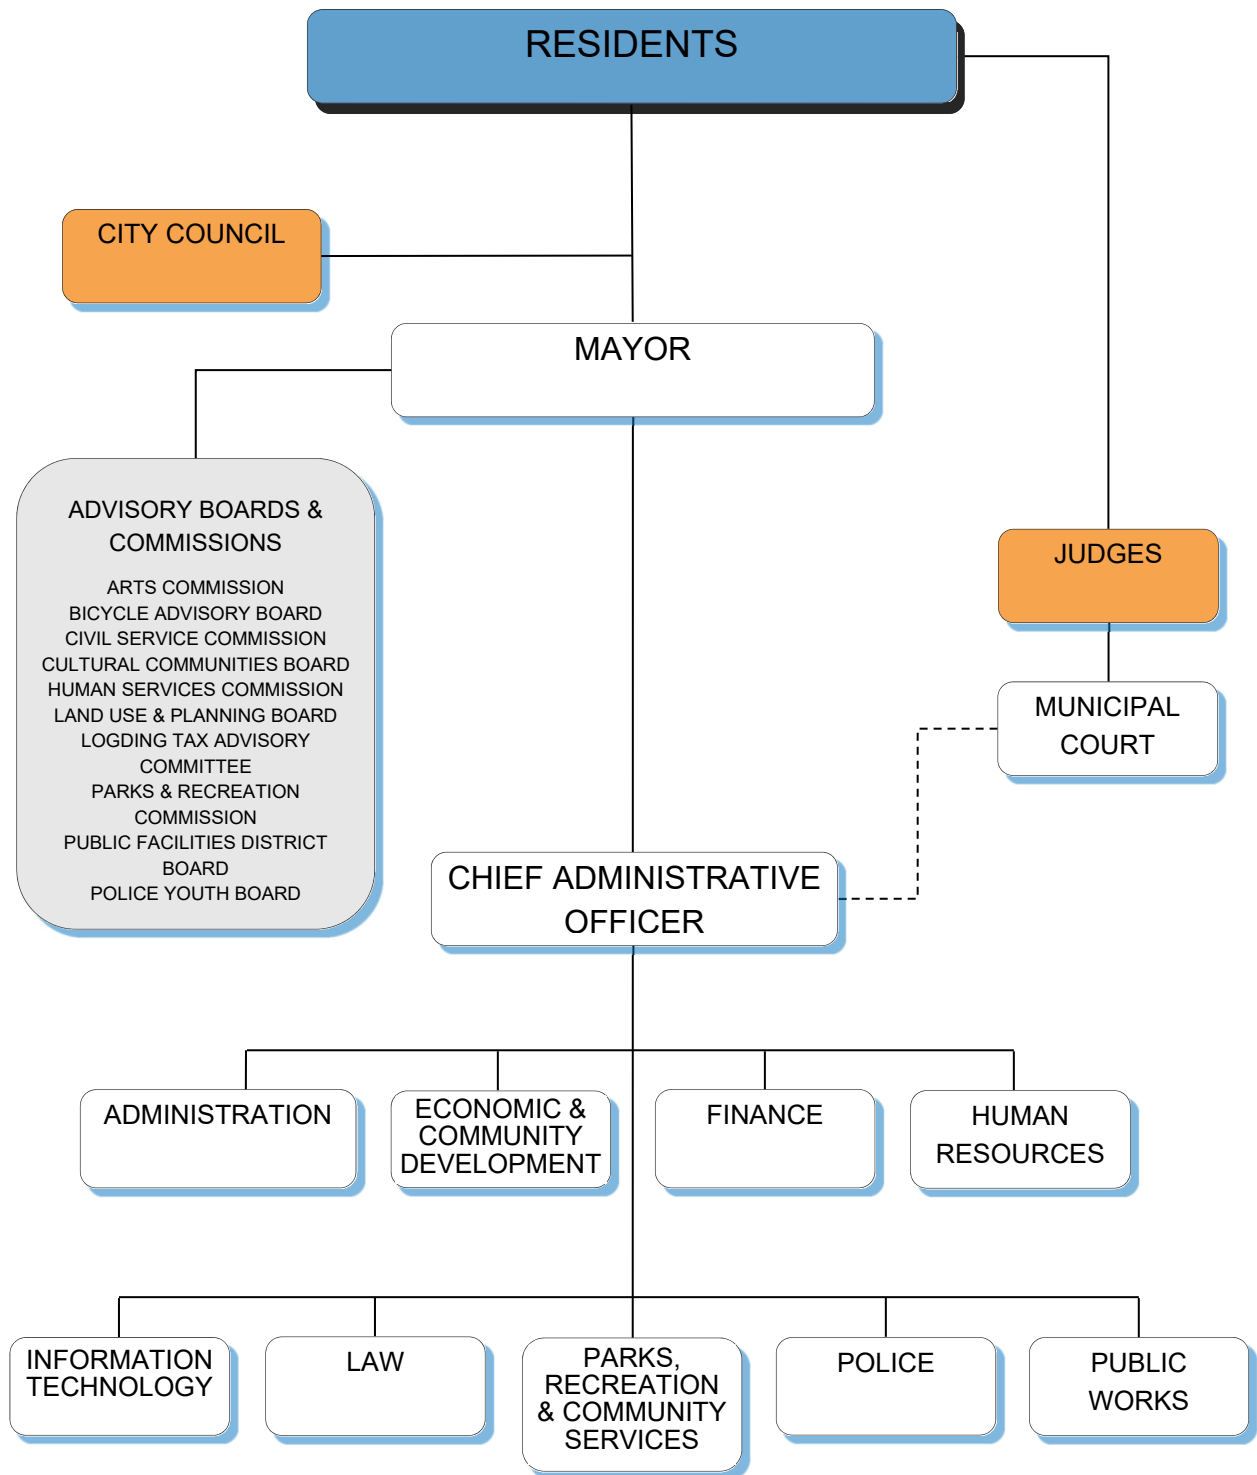 RESIDENTS
CITY COUNCIL
MAYOR
ADVISORY BOARDS &
COMMISSIONS
ARTS COMMISSION
BICYCLE ADVISORY BOARD
CIVIL SERVICE COMMISSION
CULTURAL COMMUNITIES BOARD
HUMAN SERVICES COMMISSION
LAND USE & PLANNING BOARD
LOGDING TAX ADVISORY
COMMITTEE
PARKS & RECREATION
COMMISSION
PUBLIC FACILITIES DISTRICT
BOARD
POLICE YOUTH BOARD
JUDGES
MUNICIPAL
COURT
CHIEF ADMINISTRATIVE
OFFICER
ADMINISTRATION
ECONOMIC &
COMMUNITY
DEVELOPMENT
FINANCE
HUMAN
RESOURCES
INFORMATION
TECHNOLOGY
LAW
PARKS,
RECREATION
& COMMUNITY
SERVICES
POLICE
PUBLIC
WORKS